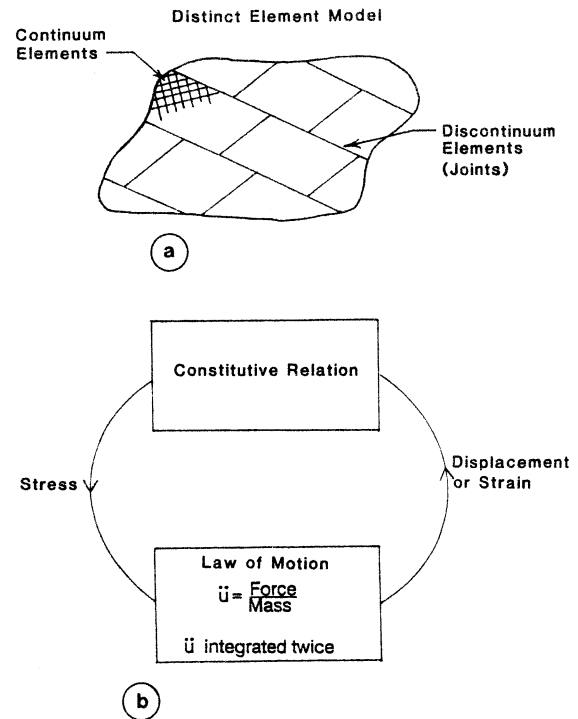 Distinct Element Model
Continuum
Elements
Discontinuum
Elements
(Joints)
a
Constitutive Relation
Stress
Displacement
or Strain
Law of Motion
ü = Force
Mass
ü integrated twice
b